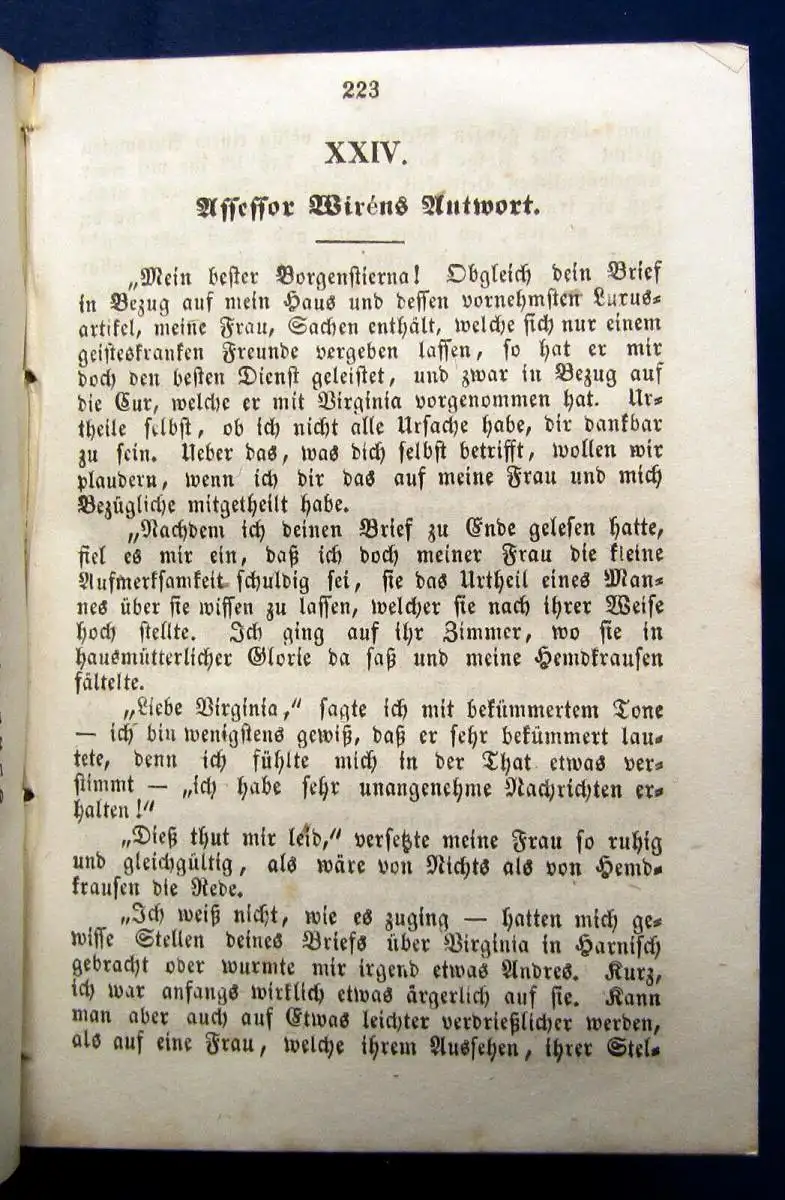 223
XXIV.
Assessor Wiréns Antwort.
„Mein bester Borgenstierna! Obgleich dein Brief
in Bezug auf mein Haus und dessen vornehmsten Luxus-
artikel, meine Frau, Sachen enthält, welche sich nur einem
geisteskranken Freunde vergeben lassen, so hat er mir
doch den besten Dienst geleistet, und zwar in Bezug auf
die Cur, welche er mit Virginia vorgenommen hat. Ur-
theile selbst, ob ich nicht alle Ursache habe, dir dankbar
zu sein. Ueber das, was dich selbst betrifft, wollen wir
plaudern, wenn ich dir das auf meine Frau und mich
Bezügliche mitgetheilt habe.
„Nachdem ich deinen Brief zu Ende gelesen hatte,
fiel es mir ein, daß ich doch meiner Frau die kleine
Aufmerksamkeit schuldig sei, sie das Urtheil eines Man-
nes über sie wissen zu lassen, welcher sie nach ihrer Weise
hoch stellte. Ich ging auf ihr Zimmer, wo sie in
hausmütterlicher Glorie da saß und meine Hemdkrausen
fältelte.
„Liebe Virginia,“ sagte ich mit bekümmertem Tone
— ich bin wenigstens gewiß, daß er sehr bekümmert lau-
tete, denn ich fühlte mich in der That etwas ver-
stimmt — „ich habe sehr unangenehme Nachrichten er-
halten!“
„Dieß thut mir leid,“ versetzte meine Frau so ruhig
und gleichgültig, als wäre von Nichts als von Hemd-
krausen die Rede.
„Ich weiß nicht, wie es zuging — hatten mich ge-
wisse Stellen deines Briefs über Virginia in Harnisch
gebracht oder wurmte mir irgend etwas Andres. Kurz,
ich war anfangs wirklich etwas ärgerlich auf sie. Kann
man aber auch auf Etwas leichter verdrießlicher werden,
als auf eine Frau, welche ihrem Aussehen, ihrer Stel-